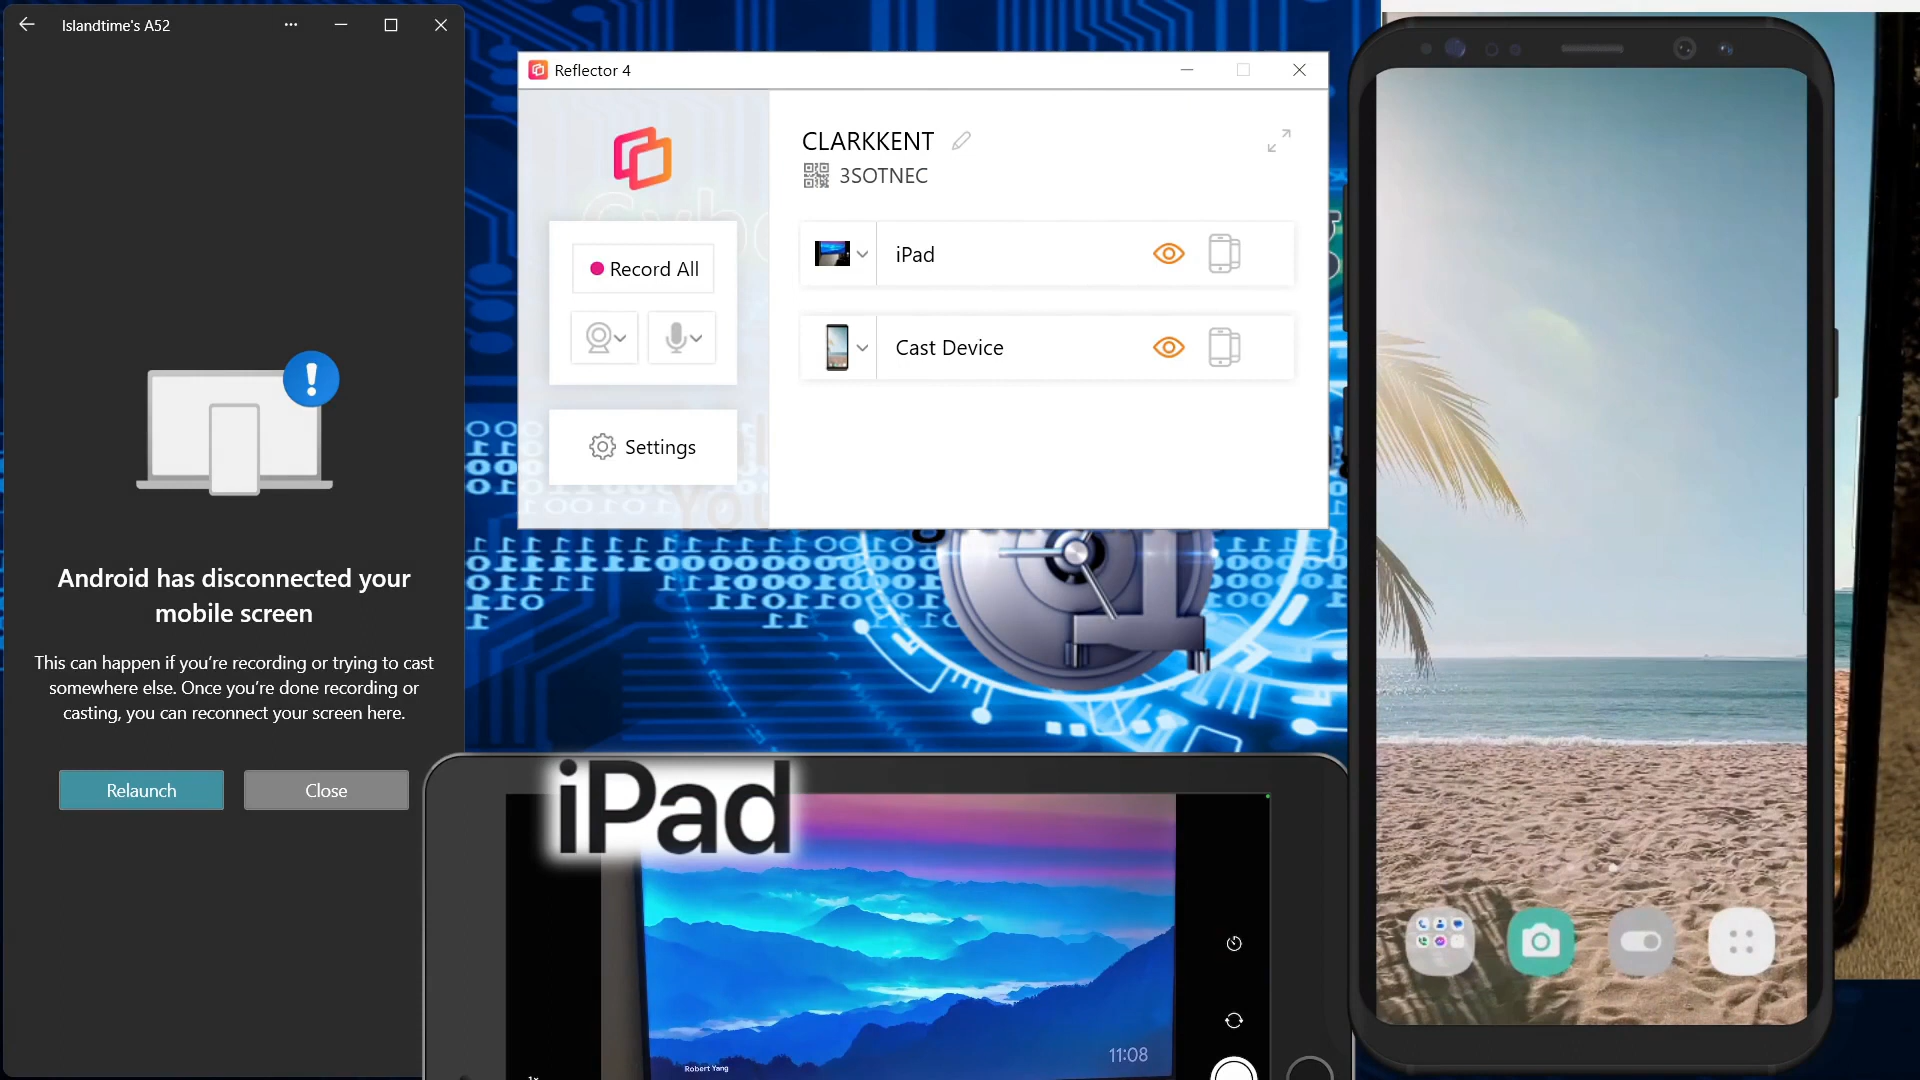 Islandtime's A52
Reflector 4
CLARKKENT
3SOTNEC
Record All
iPad
Cast Device
Settings
Android has disconnected your
mobile screen
This can happen if you're recording or trying to cast
somewhere else. Once you're done recording or
casting, you can reconnect your screen here.
Relaunch
Close
iPad
11:08
Robert Yang